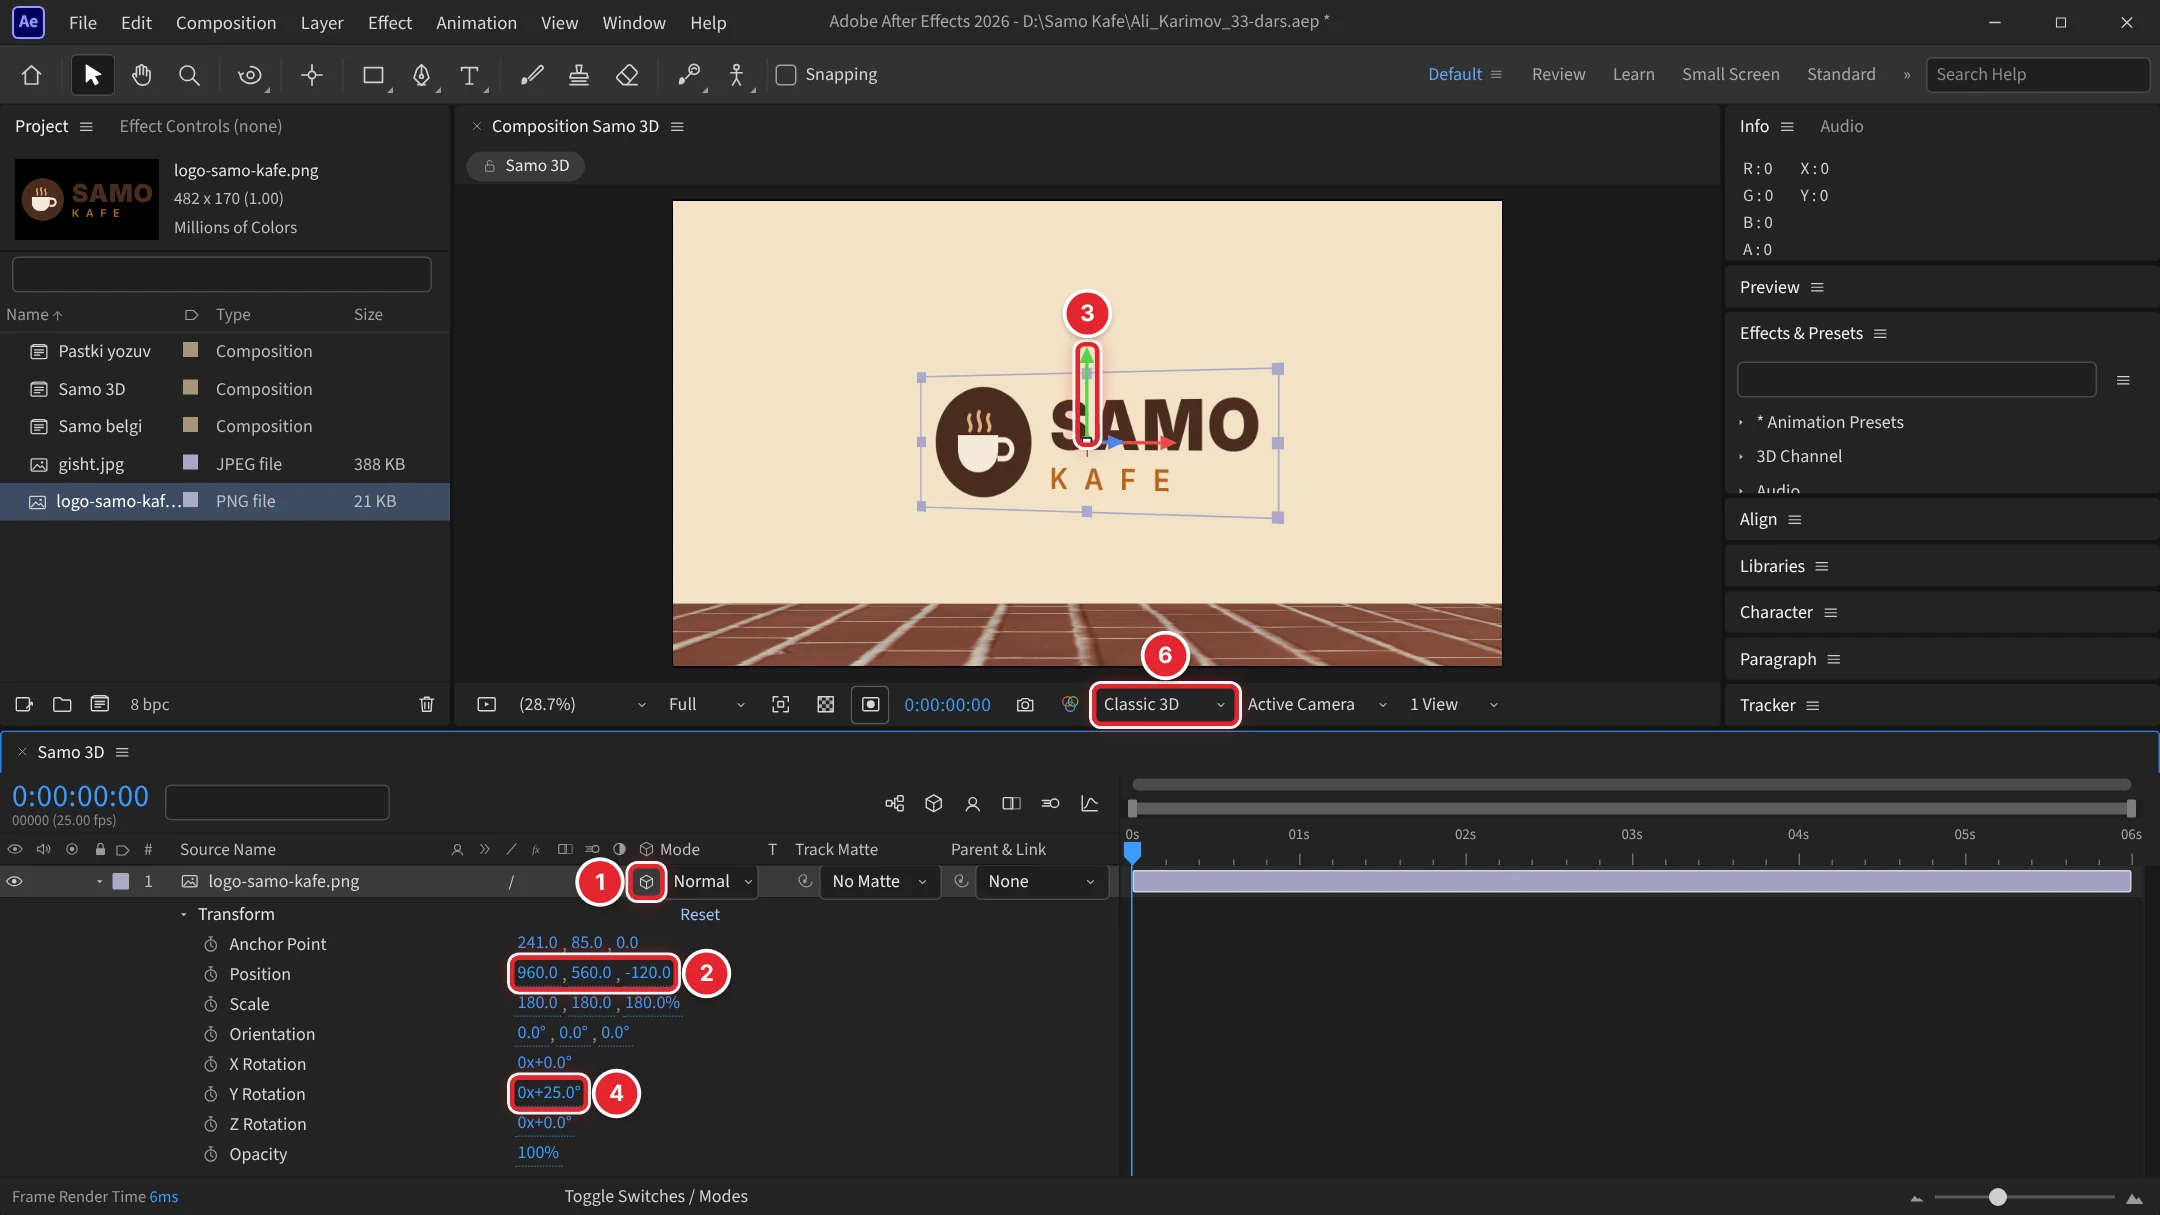 Ae File Edit Composition Layer Effect Animation View Window Help Adobe After Effects 2026 - D:\Samo Kafe\Ali_Karimov_33-dars.aep *
Snapping Default Review Learn Small Screen Standard » Search Help
Project Effect Controls (none)
logo-samo-kafe.png
482 x 170 (1.00)
Millions of Colors
SAMO
KAFE
Name Type Size
Pastki yozuv Composition
Samo 3D Composition
Samo belgi Composition
gisht.jpg JPEG file 388 KB
logo-samo-kaf... PNG file 21 KB
8 bpc
Composition Samo 3D
Samo 3D
3
SAMO
KAFE
6
(28.7%) Full 0:00:00:00 Classic 3D Active Camera 1 View
Info Audio
R : 0 X : 0
G : 0 Y : 0
B : 0
A : 0
Preview
Effects & Presets
* Animation Presets
3D Channel
Audio
Align
Libraries
Character
Paragraph
Tracker
Samo 3D
0:00:00:00
00000 (25.00 fps)
0s 01s 02s 03s 04s 05s 06s
# Source Name fx Mode T Track Matte Parent & Link
1 logo-samo-kafe.png / 1 Normal No Matte None
Transform Reset
Anchor Point 241.0 , 85.0 , 0.0
Position 960.0 , 560.0 , -120.0 2
Scale 180.0 , 180.0 , 180.0%
Orientation 0.0° , 0.0° , 0.0°
X Rotation 0x+0.0°
Y Rotation 0x+25.0° 4
Z Rotation 0x+0.0°
Opacity 100%
Frame Render Time 6ms Toggle Switches / Modes